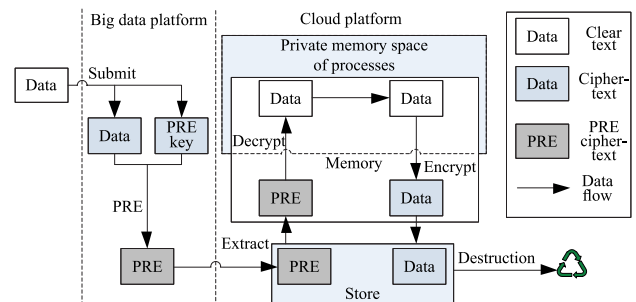 Big data platform
Cloud platform
Private memory space
of processes
Data
Submit
Data
PRE
key
Data
Data
Decrypt
Memory
Encrypt
PRE
Data
PRE
PRE
Extract
PRE
Data
Store
Destruction
Data
Clear
text
Data
Cipher-
text
PRE
PRE
cipher-
text
Data
flow